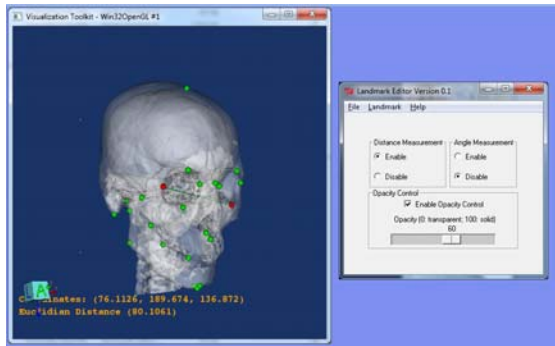 Visualization Toolkit - Win32OpenGL #1
Coordinates: (76.1126, 189.674, 136.872)
Euclidian Distance (80.1061)
Landmark Editor Version 0.1
File Landmark Help
Distance Measurement
Enable
Disable
Angle Measurement
Enable
Disable
Opacity Control
Enable Opacity Control
Opacity (0: transparent; 100: solid)
60